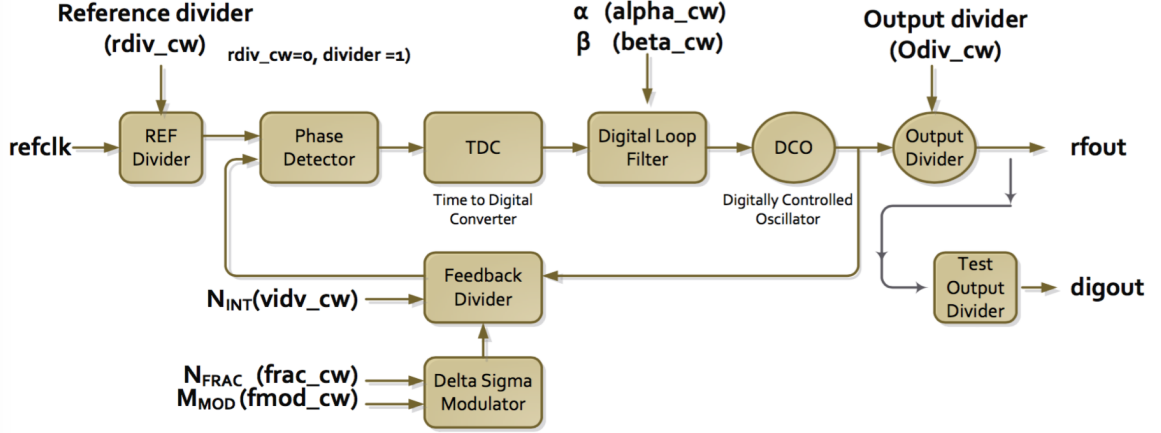 Reference divider
(rdiv_cw)
rdiv_cw=0, divider =1)
α (alpha_cw)
β (beta_cw)
Output divider
(Odiv_cw)
refclk
REF
Divider
Phase
Detector
TDC
Digital Loop
Filter
DCO
Output
Divider
rfout
Time to Digital
Converter
Digitally Controlled
Oscillator
Feedback
Divider
NINT(vidv_cw)
Test
Output
Divider
digout
NFRAC (frac_cw)
MMOD(fmod_cw)
Delta Sigma
Modulator